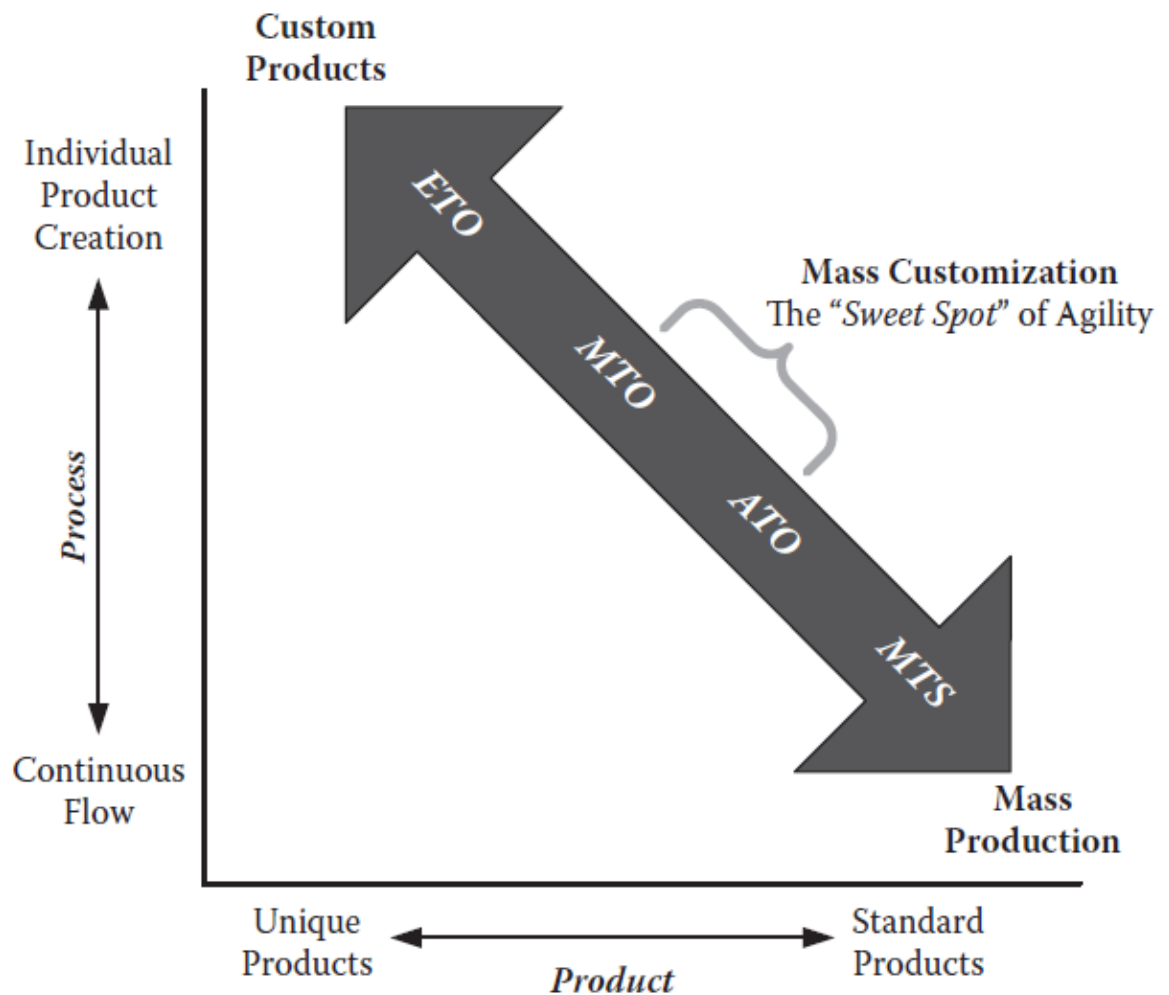 Custom
Products
Individual
Product
Creation
ETO
Mass Customization
The “Sweet Spot” of Agility
MTO
Process
ATO
MTS
Continuous
Flow
Mass
Production
Unique
Products
Standard
Products
Product